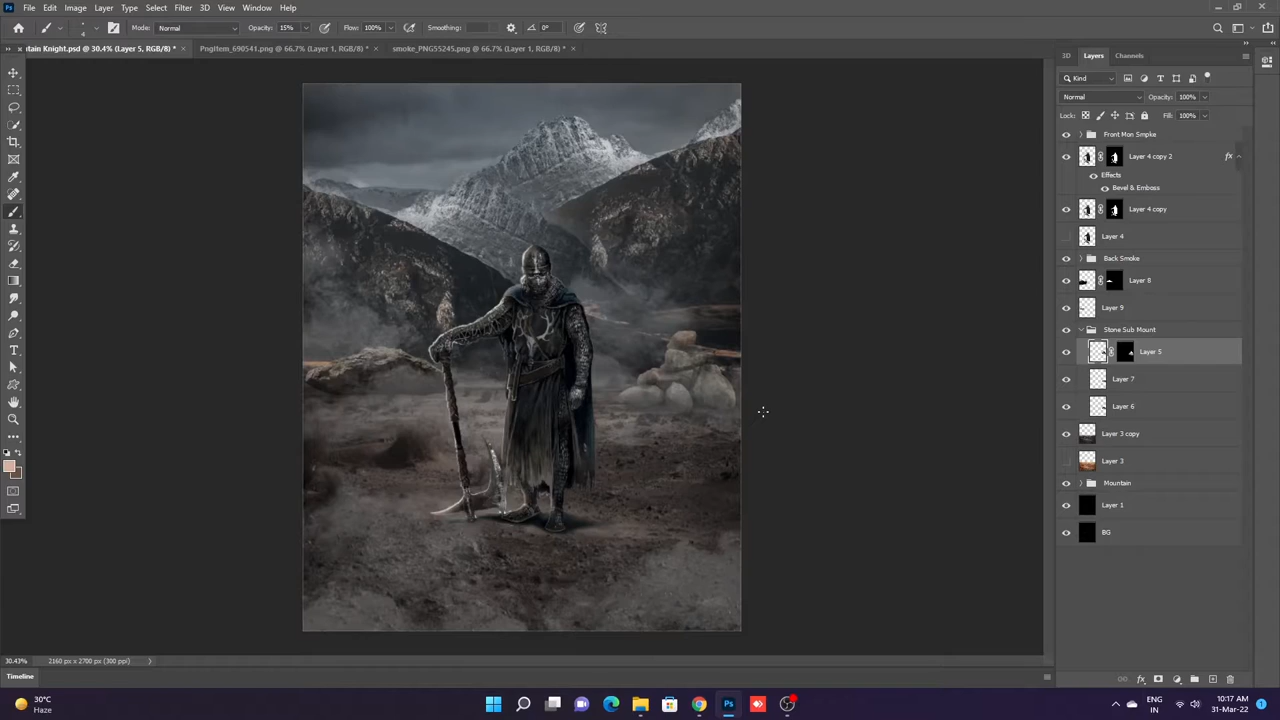 File Edit Image Layer Type Select Filter 3D View Window Help
Mode: Normal Opacity: 15% Flow: 100% Smoothing: 0°
tain Knight.psd @ 30.4% (Layer 5, RGB/8) * PngItem_690541.png @ 66.7% (Layer 1, RGB/8) * smoke_PNG55245.png @ 66.7% (Layer 1, RGB/8) *
3D Layers Channels
Kind
Normal Opacity: 100%
Lock: Fill: 100%
Front Mon Smpke
Layer 4 copy 2 fx
Effects
Bevel & Emboss
Layer 4 copy
Layer 4
Back Smoke
Layer 8
Layer 9
Stone Sub Mount
Layer 5
Layer 7
Layer 6
Layer 3 copy
Layer 3
Mountain
Layer 1
BG
30.43% 2160 px x 2700 px (300 ppi)
Timeline
30°C
Haze
ENG
IN
10:17 AM
31-Mar-22